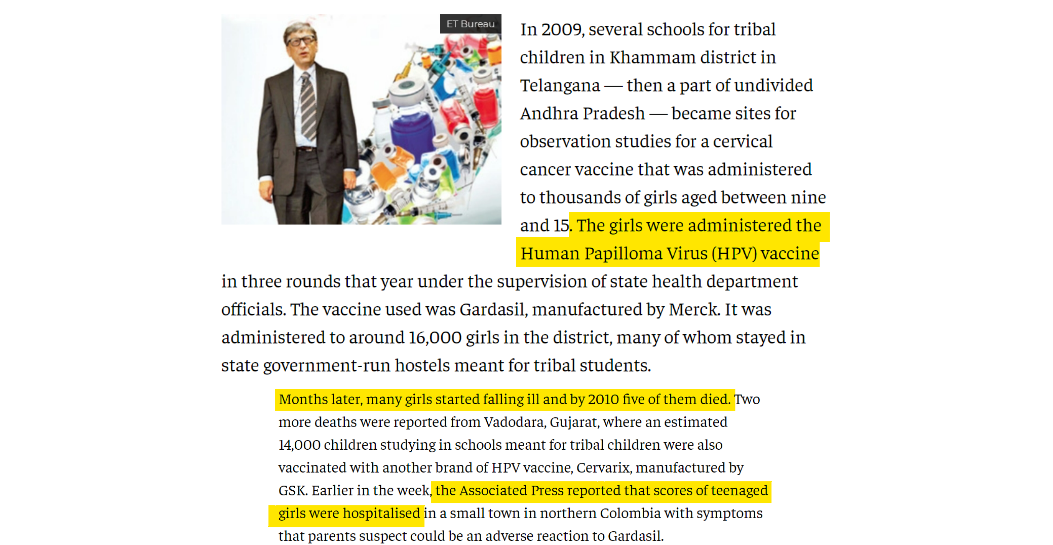 ET Bureau
In 2009, several schools for tribal
children in Khammam district in
Telangana — then a part of undivided
Andhra Pradesh — became sites for
observation studies for a cervical
cancer vaccine that was administered
to thousands of girls aged between nine
and 15. The girls were administered the
Human Papilloma Virus (HPV) vaccine
in three rounds that year under the supervision of state health department
officials. The vaccine used was Gardasil, manufactured by Merck. It was
administered to around 16,000 girls in the district, many of whom stayed in
state government-run hostels meant for tribal students.
Months later, many girls started falling ill and by 2010 five of them died. Two
more deaths were reported from Vadodara, Gujarat, where an estimated
14,000 children studying in schools meant for tribal children were also
vaccinated with another brand of HPV vaccine, Cervarix, manufactured by
GSK. Earlier in the week, the Associated Press reported that scores of teenaged
girls were hospitalised in a small town in northern Colombia with symptoms
that parents suspect could be an adverse reaction to Gardasil.